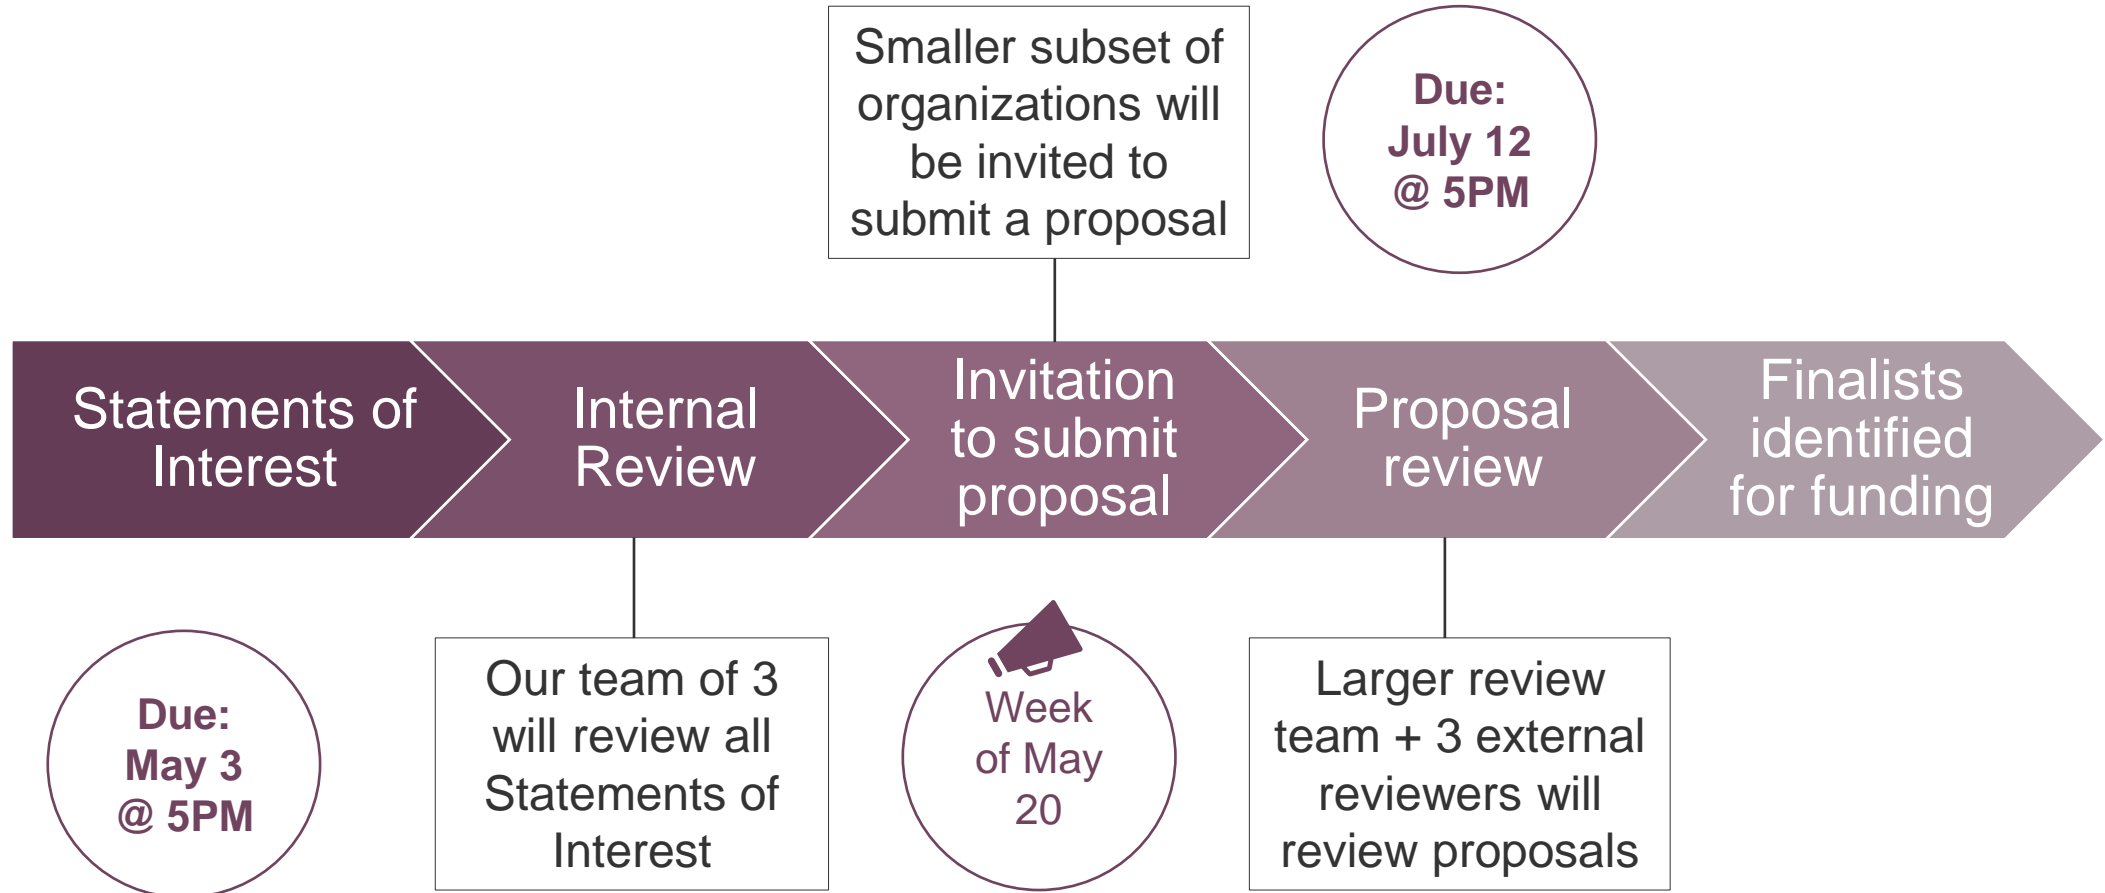 Smaller subset of
organizations will
be invited to
submit a proposal
Due:
July 12
@ 5PM
Statements of
Interest
Internal
Review
Invitation
to submit
proposal
Proposal
review
Finalists
identified
for funding
Due:
May 3
@ 5PM
Our team of 3
will review all
Statements of
Interest
Week
of May
20
Larger review
team + 3 external
reviewers will
review proposals